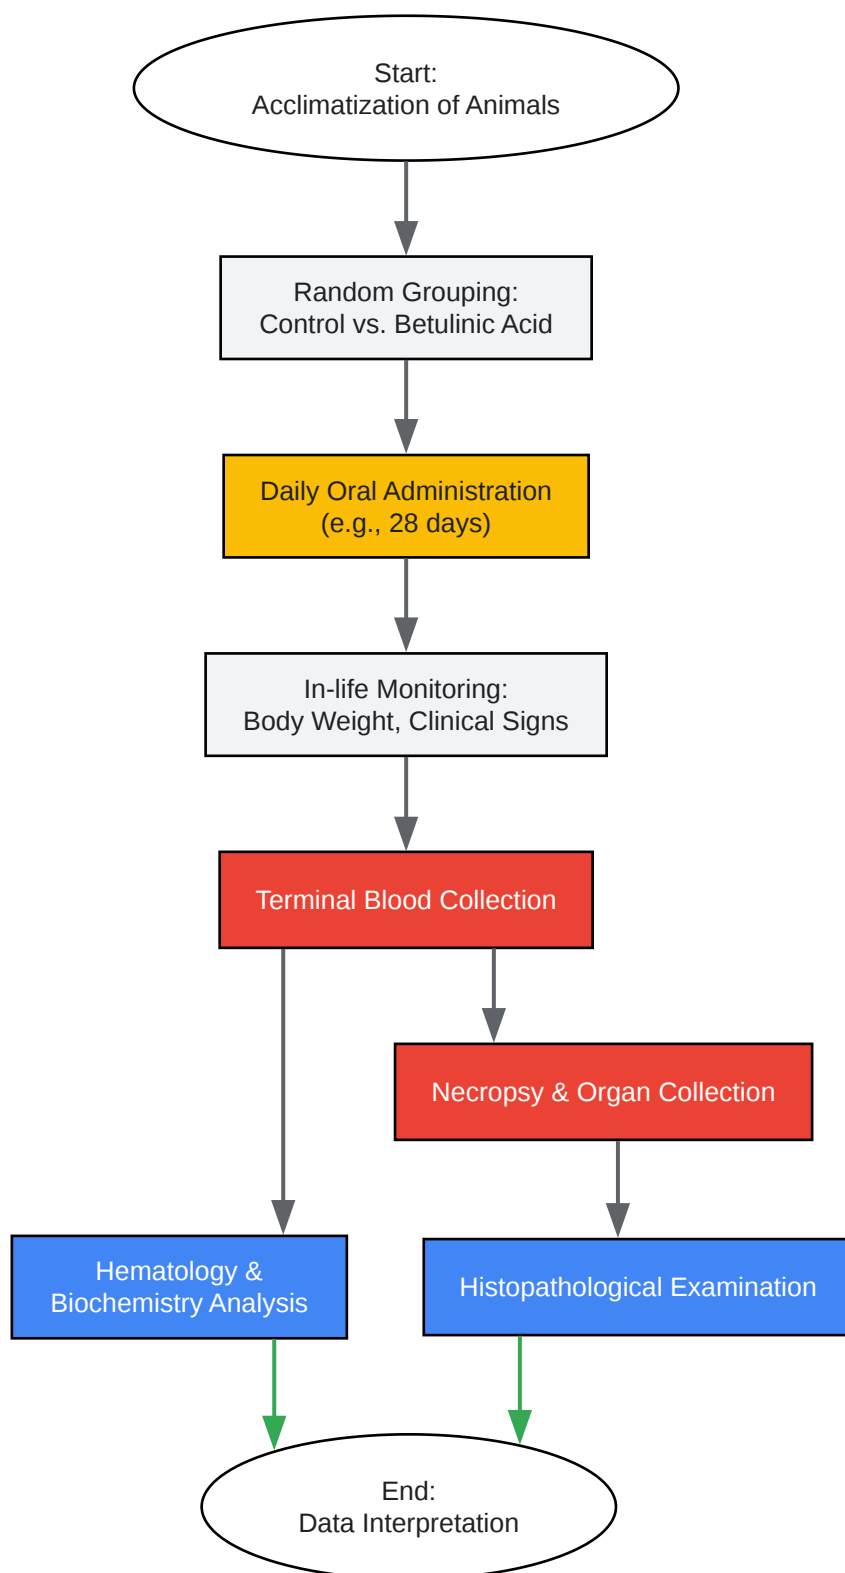 Start:
Acclimatization of Animals
Random Grouping:
Control vs. Betulinic Acid
Daily Oral Administration
(e.g., 28 days)
In-life Monitoring:
Body Weight, Clinical Signs
Terminal Blood Collection
Necropsy & Organ Collection
Hematology &
Biochemistry Analysis
Histopathological Examination
End:
Data Interpretation